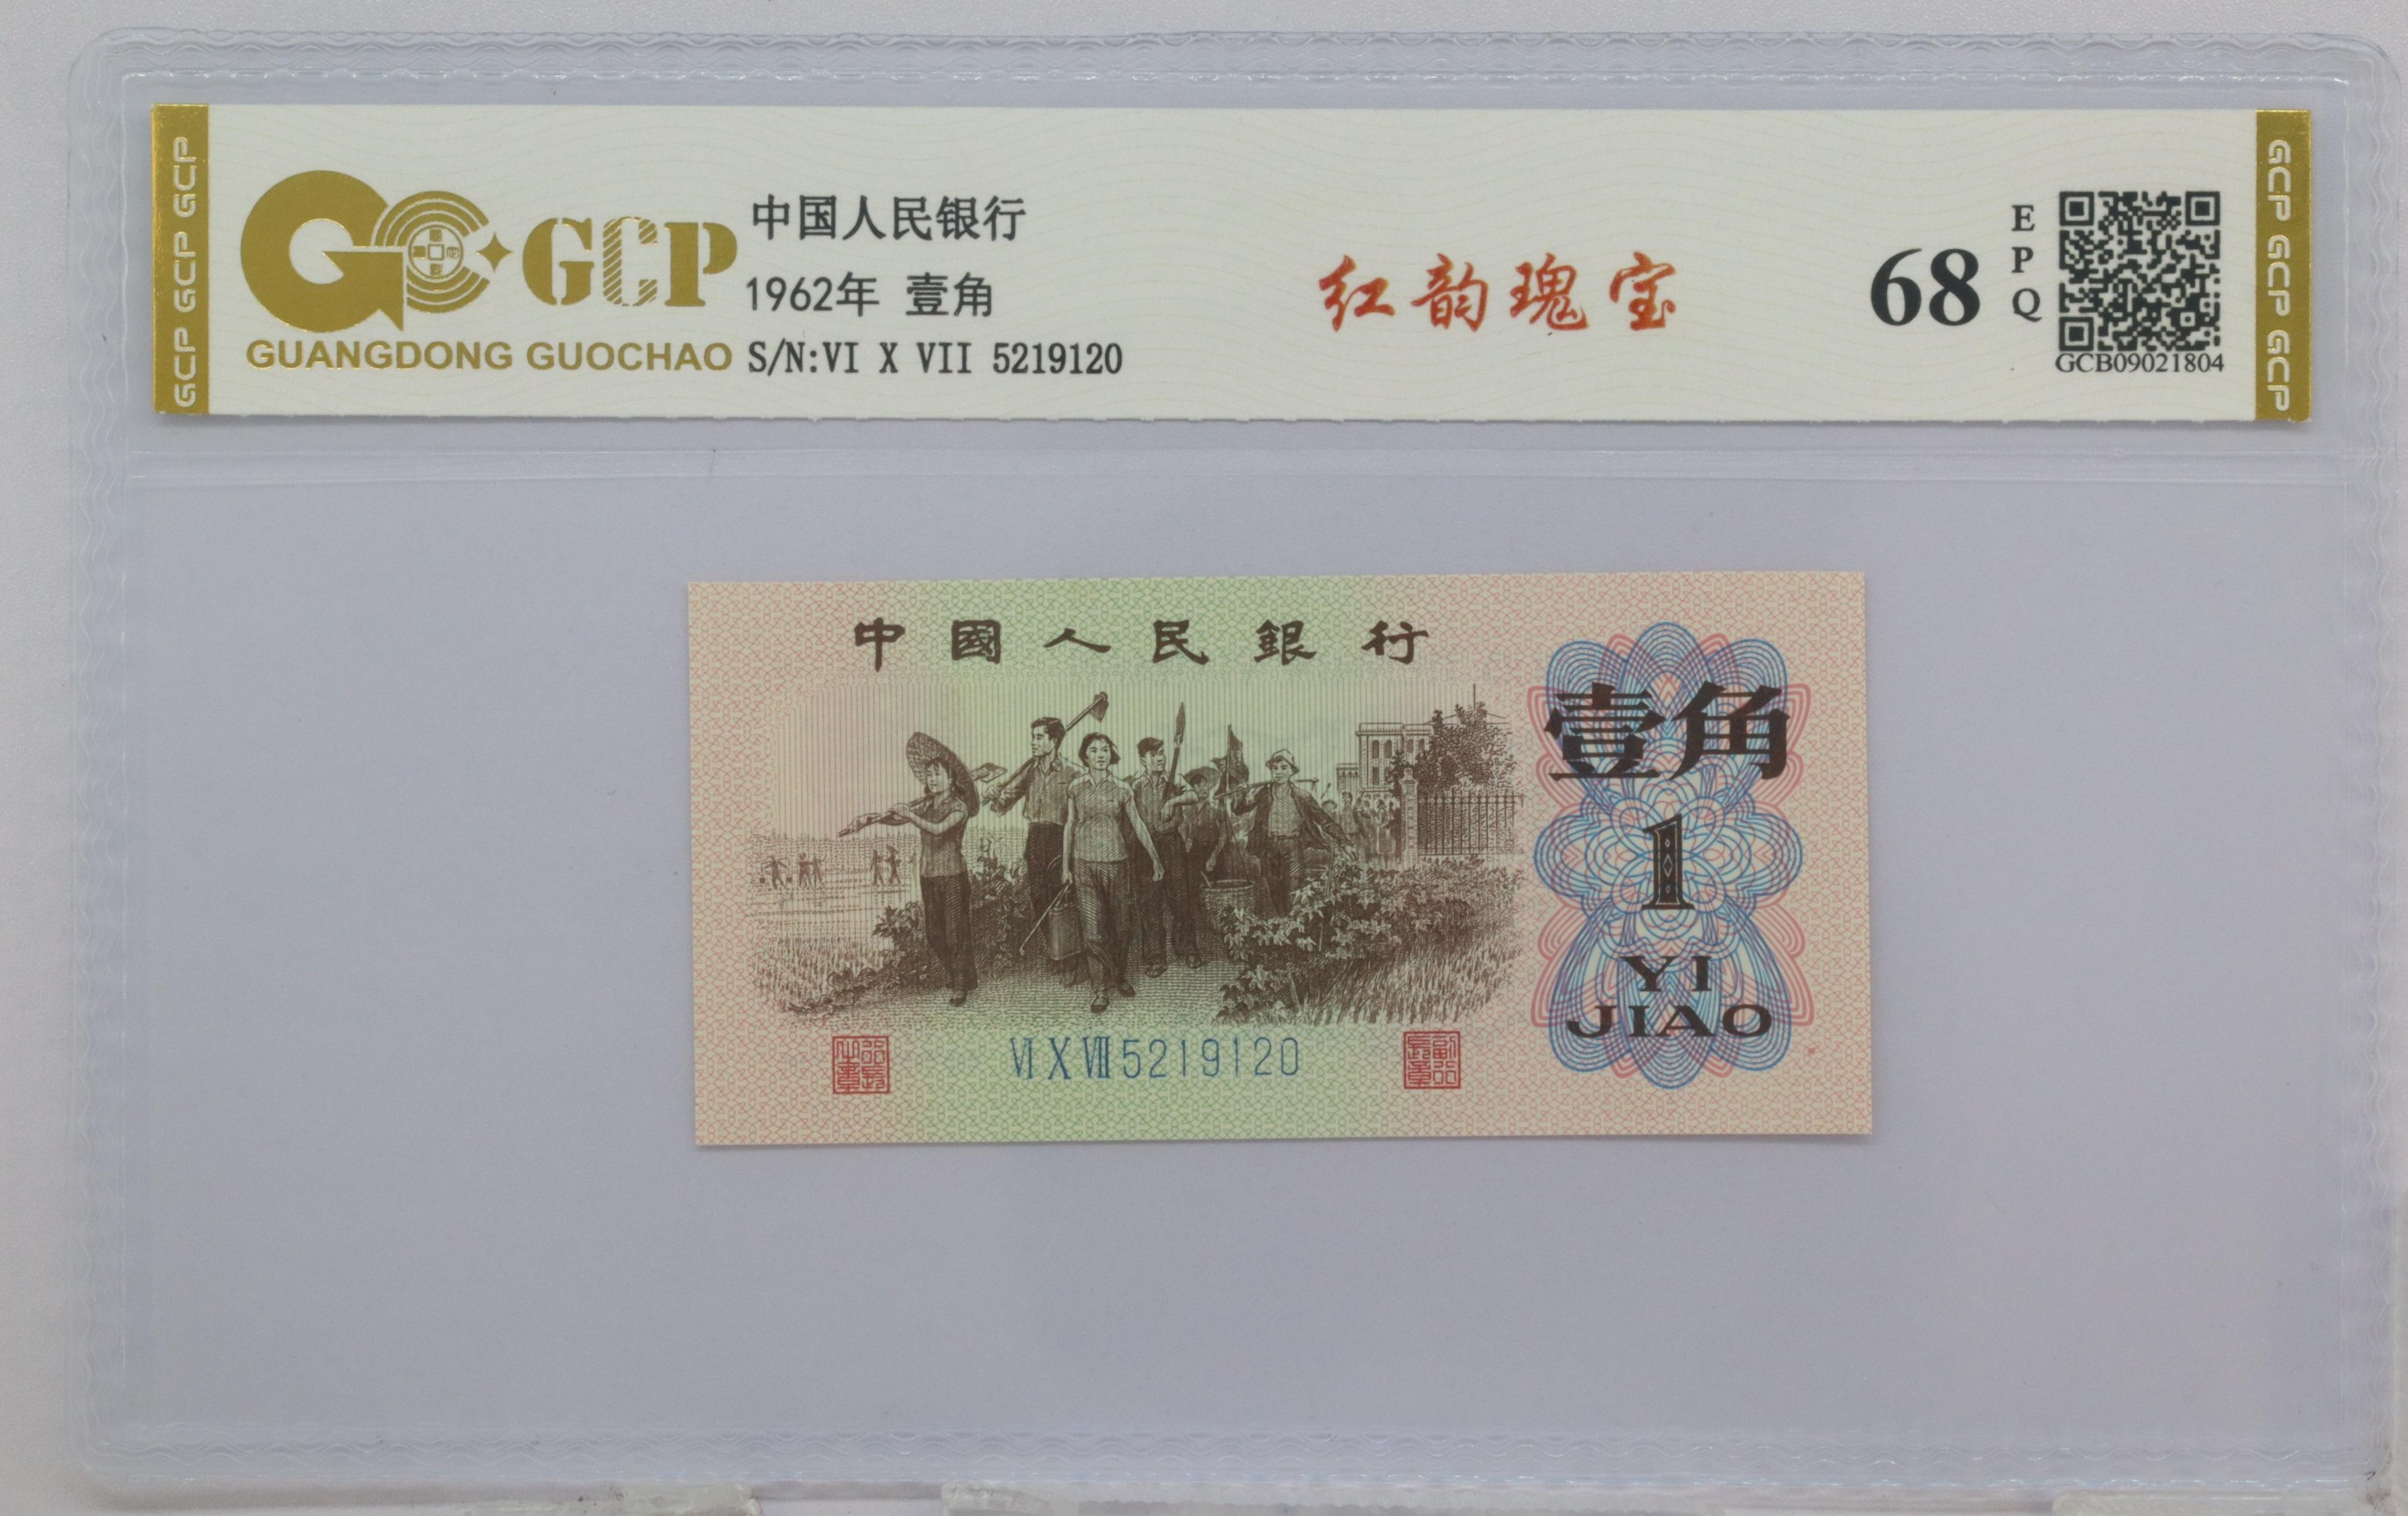 GCP GCP GCP
GCP
中国人民银行
1962年 壹角
GUANGDONG GUOCHAO
S/N:VI X VII 5219120
红韵瑰宝
68
EPQ
GCB09021804
GCP GCP GCP
中國人民銀行
壹角
1
YI
JIAO
Ⅵ Ⅹ Ⅶ 5219120